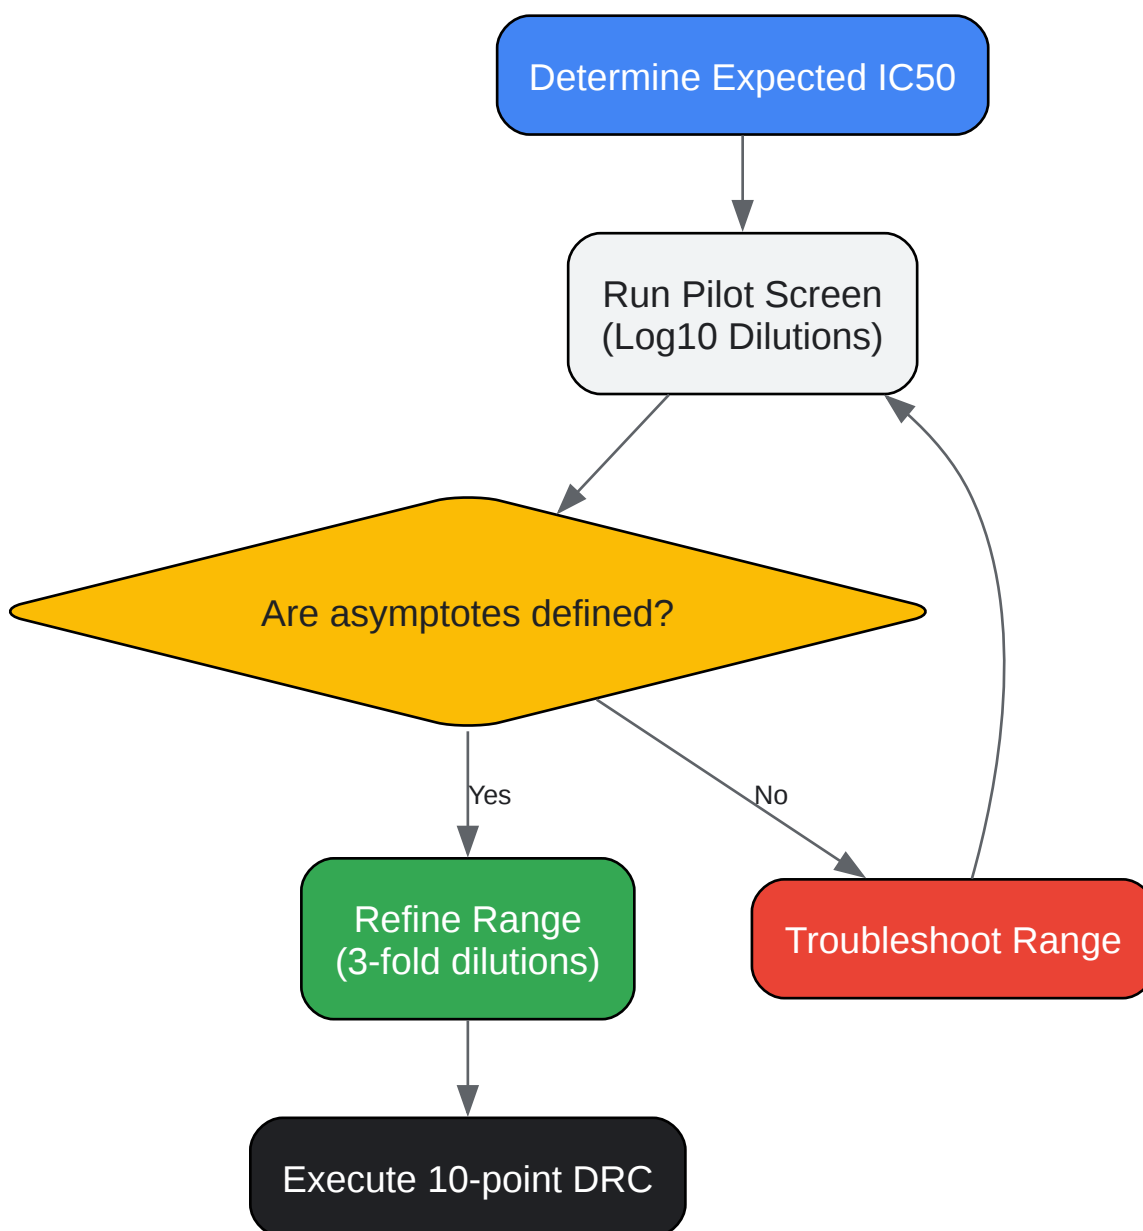 Determine Expected IC50
Run Pilot Screen
(Log10 Dilutions)
Are asymptotes defined?
Yes
No
Refine Range
(3-fold dilutions)
Troubleshoot Range
Execute 10-point DRC